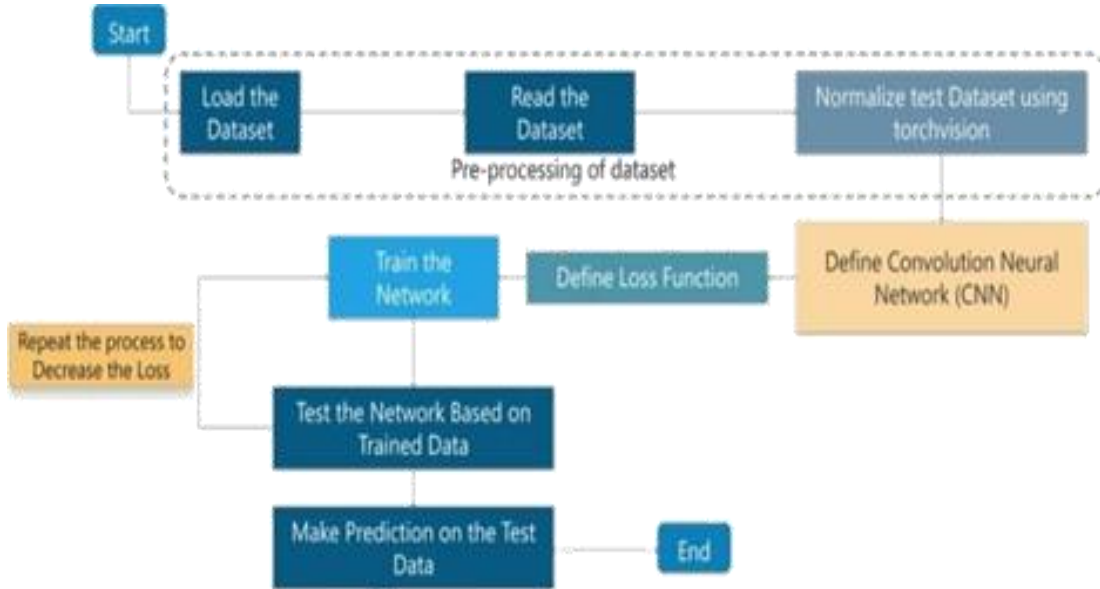 Start
Load the
Dataset
Read the
Dataset
Normalize test Dataset using
torchvision
Pre-processing of dataset
Define Convolution Neural
Network (CNN)
Define Loss Function
Train the
Network
Repeat the process to
Decrease the Loss
Test the Network Based on
Trained Data
Make Prediction on the Test
Data
End